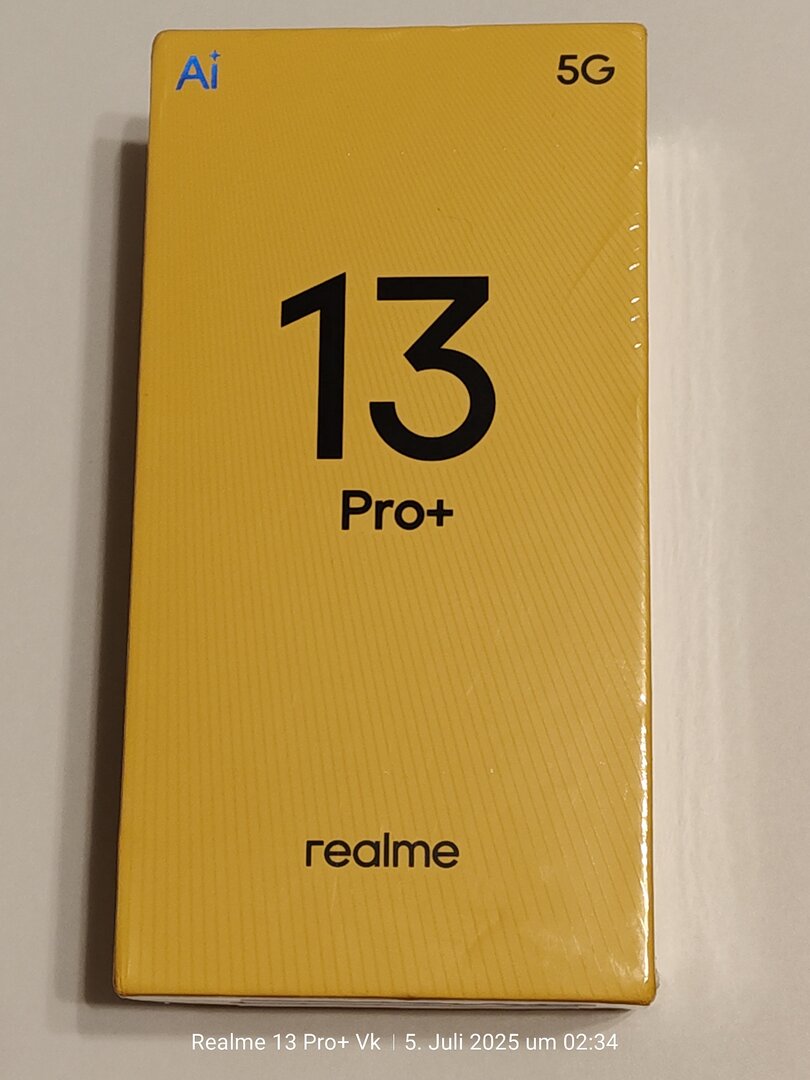 Ai
5G
13
Pro+
realme
Realme 13 Pro+ Vk | 5. Juli 2025 um 02:34